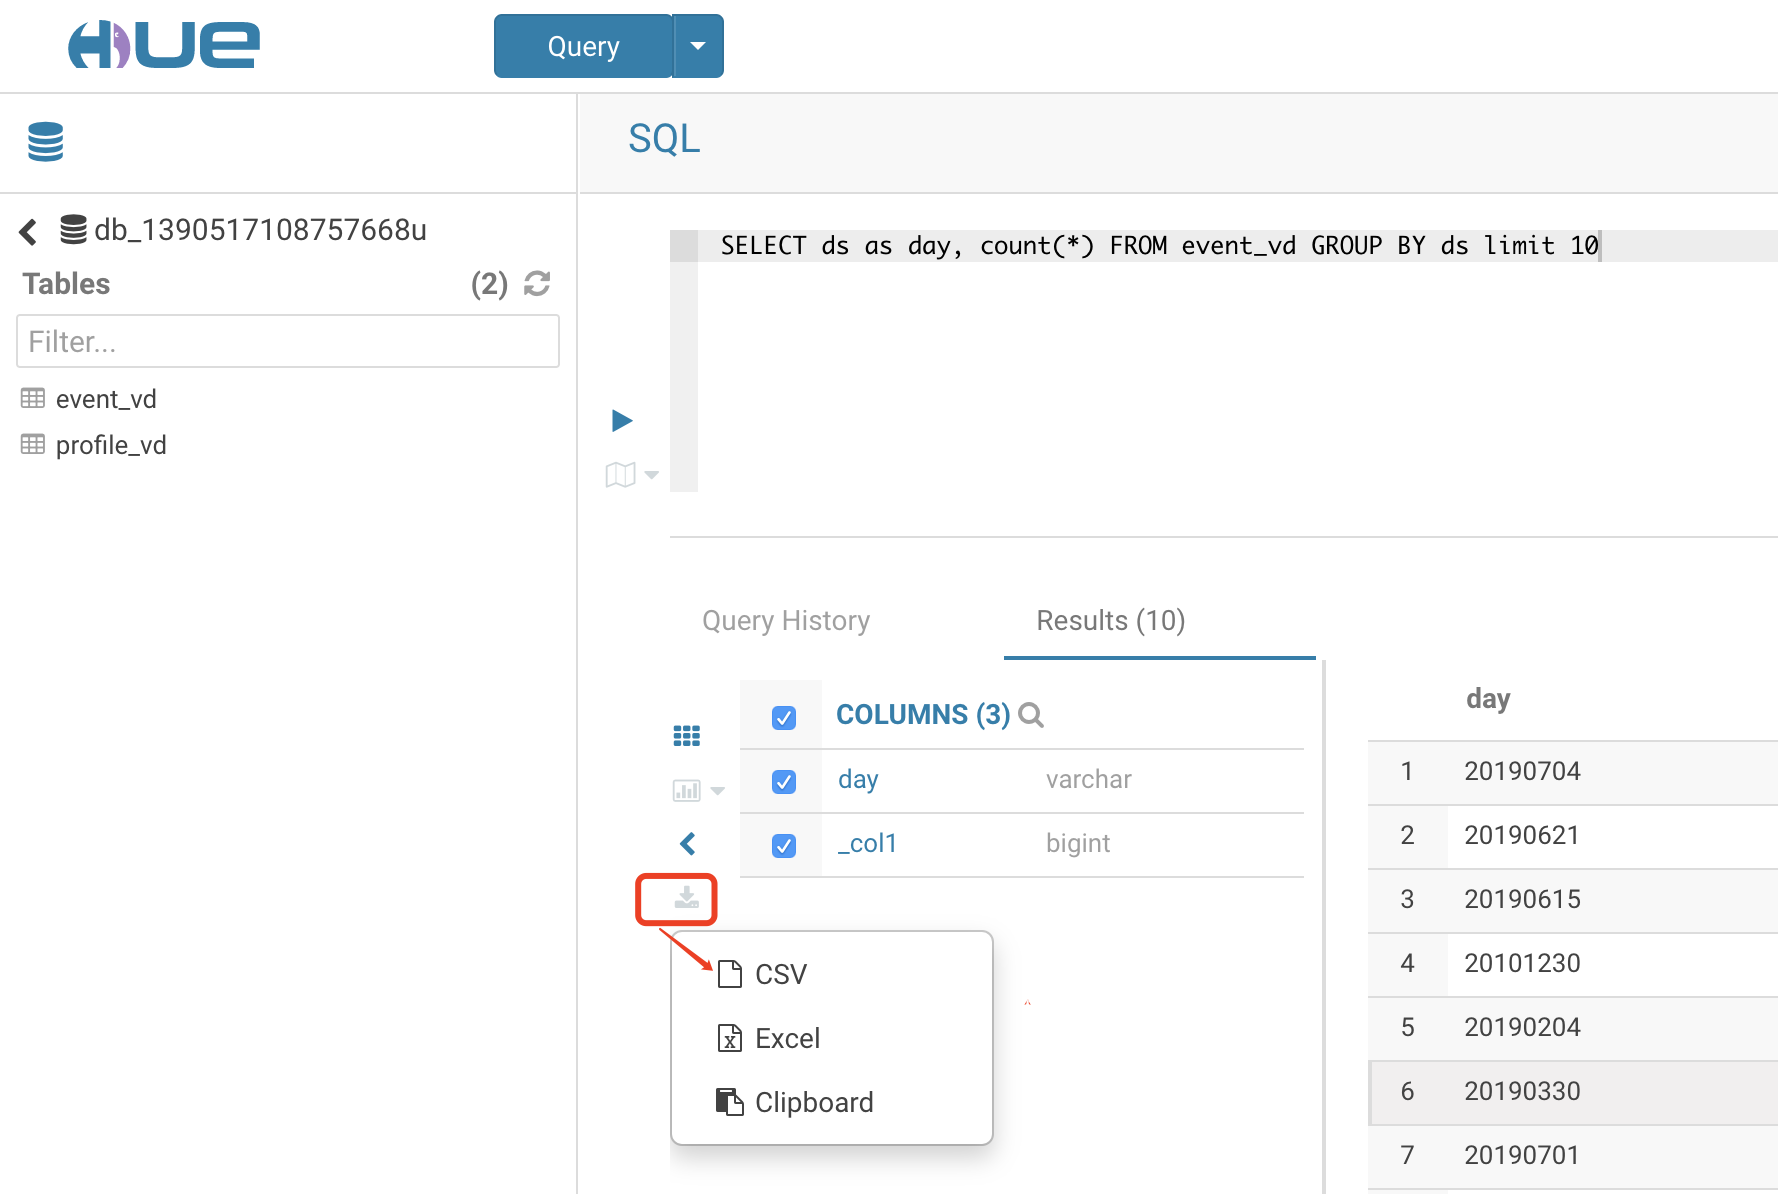 HUE
Query
SQL
db_1390517108757668u
Tables (2)
Filter...
event_vd
profile_vd
SELECT ds as day, count(*) FROM event_vd GROUP BY ds limit 10
Query History
Results (10)
COLUMNS (3)
day varchar
_col1 bigint
CSV
Excel
Clipboard
day
1 20190704
2 20190621
3 20190615
4 20101230
5 20190204
6 20190330
7 20190701